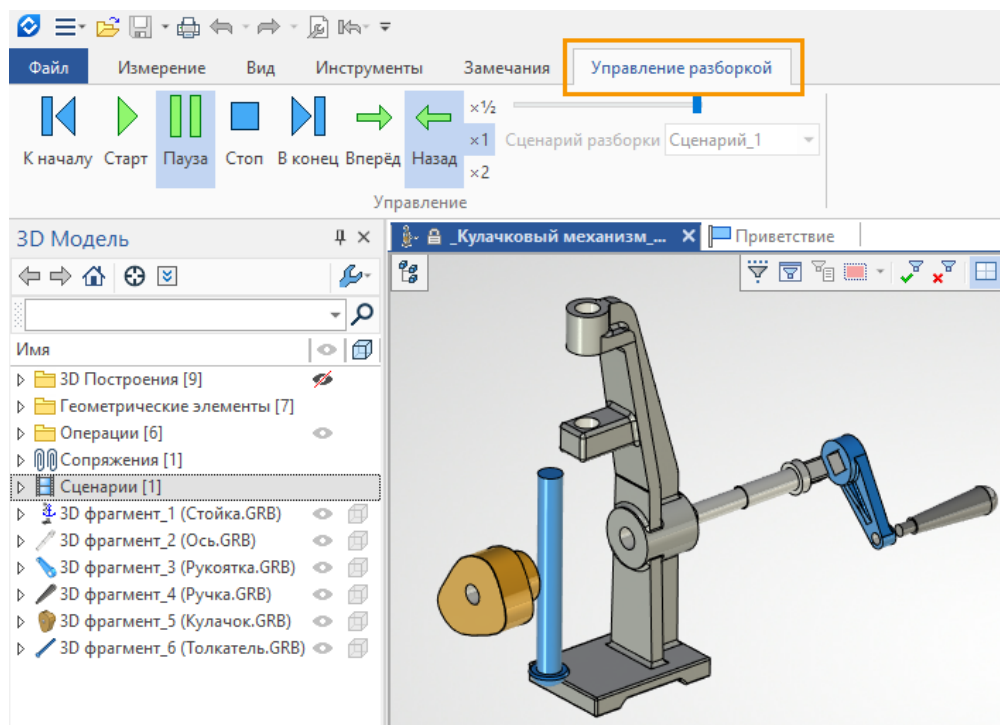 Файл Измерение Вид Инструменты Замечания Управление разборкой
×½
×1 Сценарий разборки Сценарий_1
К началу Старт Пауза Стоп В конец Вперёд Назад
×2
Управление
3D Модель
_Кулачковый механизм_... Приветствие
Имя
3D Построения [9]
Геометрические элементы [7]
Операции [6]
Сопряжения [1]
Сценарии [1]
3D фрагмент_1 (Стойка.GRB)
3D фрагмент_2 (Ось.GRB)
3D фрагмент_3 (Рукоятка.GRB)
3D фрагмент_4 (Ручка.GRB)
3D фрагмент_5 (Кулачок.GRB)
3D фрагмент_6 (Толкатель.GRB)